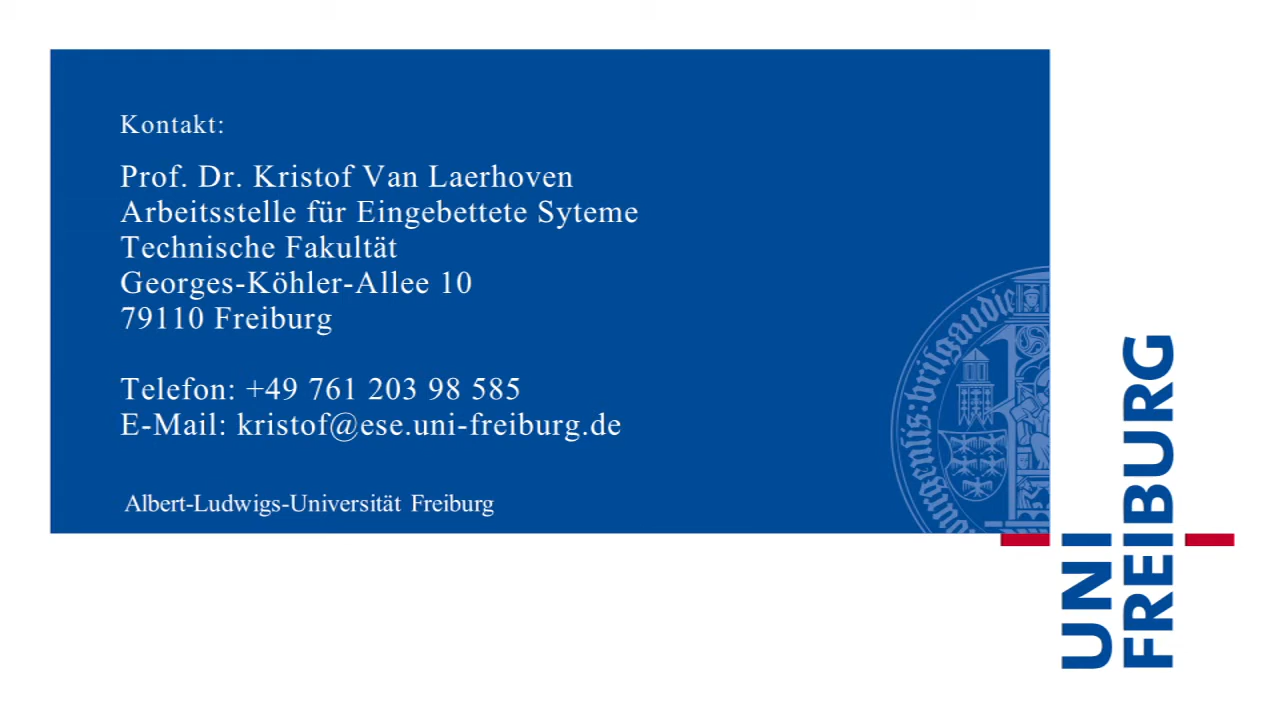 Kontakt:
Prof. Dr. Kristof Van Laerhoven
Arbeitsstelle für Eingebettete Syteme
Technische Fakultät
Georges-Köhler-Allee 10
79110 Freiburg
Telefon: +49 761 203 98 585
E-Mail: kristof@ese.uni-freiburg.de
Albert-Ludwigs-Universität Freiburg
UNI
FREIBURG